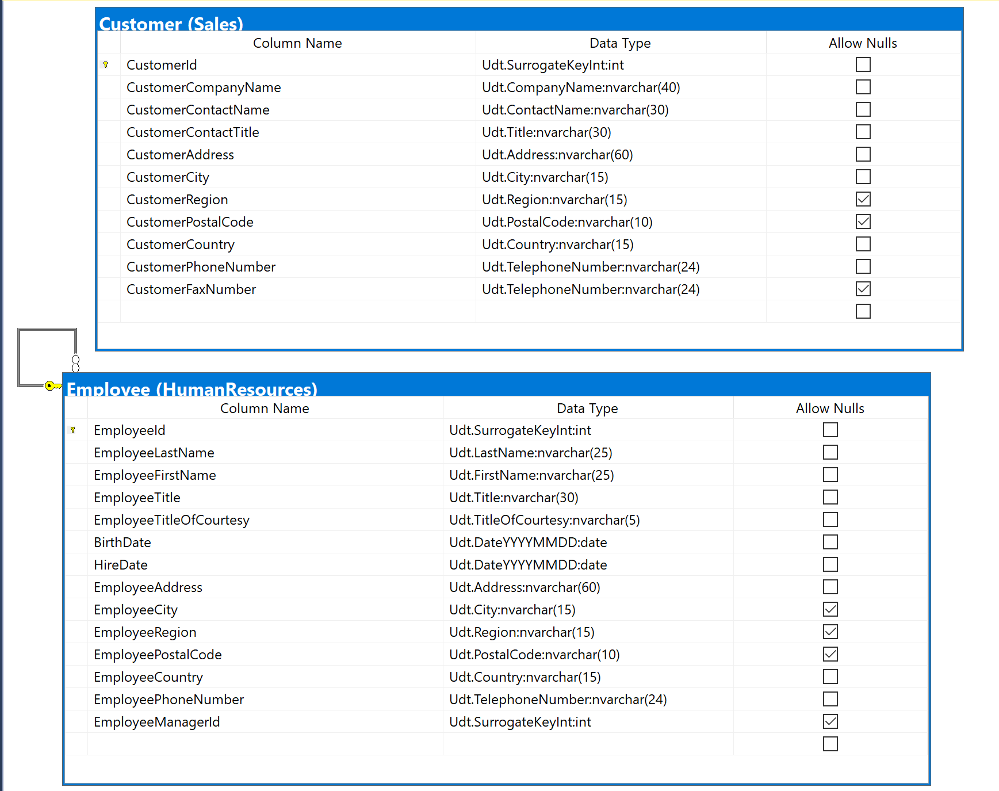 Customer (Sales)
Column Name Data Type Allow Nulls
CustomerId Udt.SurrogateKeyInt:int
CustomerCompanyName Udt.CompanyName:nvarchar(40)
CustomerContactName Udt.ContactName:nvarchar(30)
CustomerContactTitle Udt.Title:nvarchar(30)
CustomerAddress Udt.Address:nvarchar(60)
CustomerCity Udt.City:nvarchar(15)
CustomerRegion Udt.Region:nvarchar(15)
CustomerPostalCode Udt.PostalCode:nvarchar(10)
CustomerCountry Udt.Country:nvarchar(15)
CustomerPhoneNumber Udt.TelephoneNumber:nvarchar(24)
CustomerFaxNumber Udt.TelephoneNumber:nvarchar(24)
Employee (HumanResources)
Column Name Data Type Allow Nulls
EmployeeId Udt.SurrogateKeyInt:int
EmployeeLastName Udt.LastName:nvarchar(25)
EmployeeFirstName Udt.FirstName:nvarchar(25)
EmployeeTitle Udt.Title:nvarchar(30)
EmployeeTitleOfCourtesy Udt.TitleOfCourtesy:nvarchar(5)
BirthDate Udt.DateYYYYMMDD:date
HireDate Udt.DateYYYYMMDD:date
EmployeeAddress Udt.Address:nvarchar(60)
EmployeeCity Udt.City:nvarchar(15)
EmployeeRegion Udt.Region:nvarchar(15)
EmployeePostalCode Udt.PostalCode:nvarchar(10)
EmployeeCountry Udt.Country:nvarchar(15)
EmployeePhoneNumber Udt.TelephoneNumber:nvarchar(24)
EmployeeManagerId Udt.SurrogateKeyInt:int